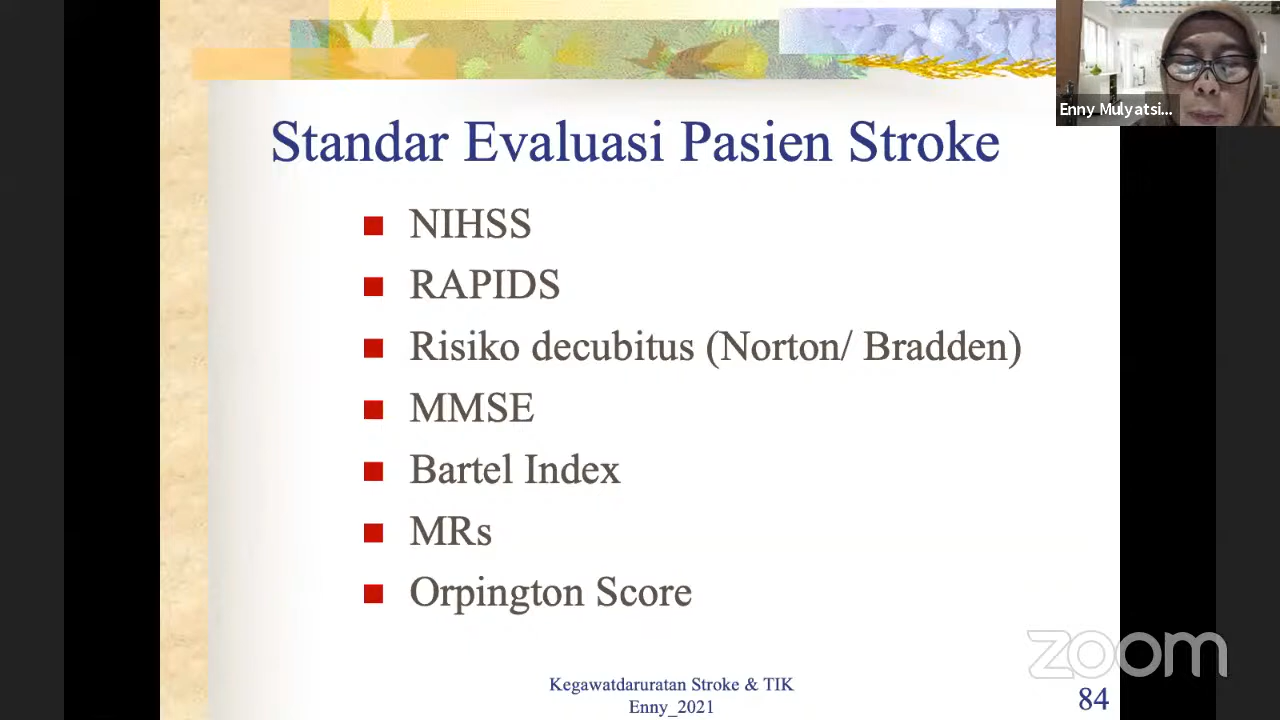 Standar Evaluasi Pasien Stroke
NIHSS
RAPIDS
Risiko decubitus (Norton/ Bradden)
MMSE
Bartel Index
MRs
Orpington Score
Kegawatdaruratan Stroke & TIK
Enny_2021
84
Enny Mulyatsi...
zoom